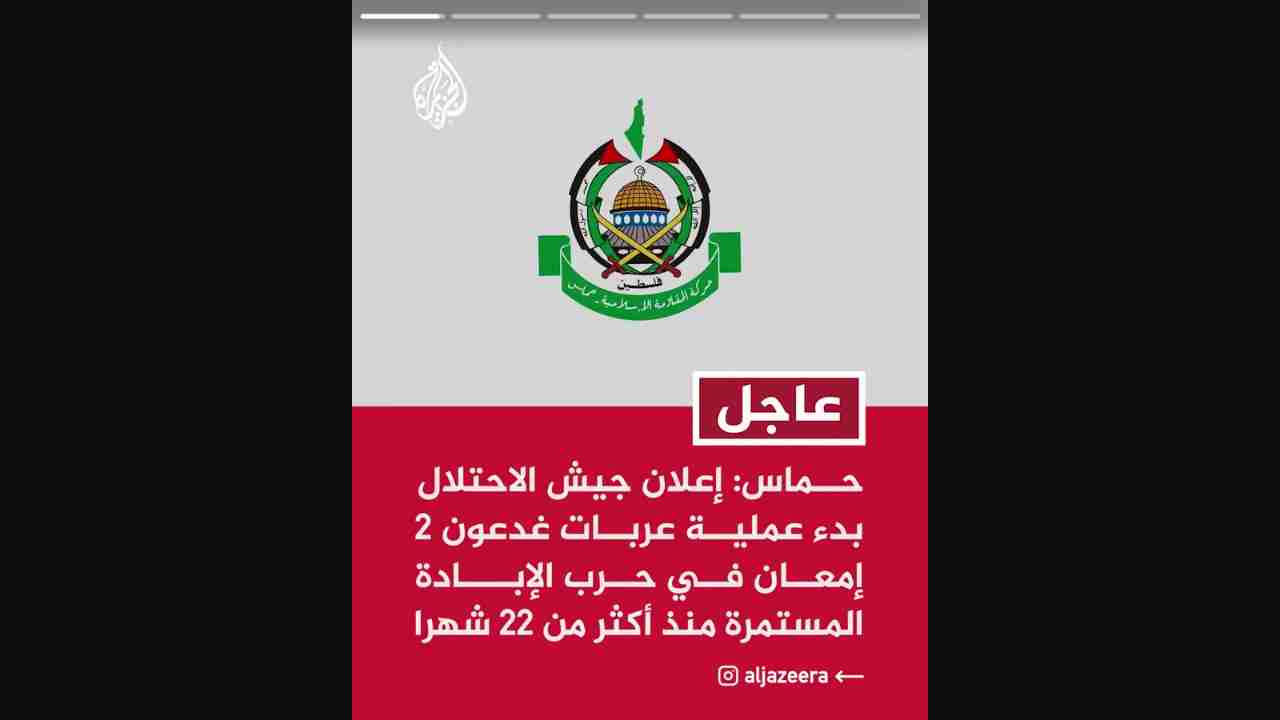 الجزيرة
فلسطين
حركة المقاومة الإسلامية - حماس
عاجل
حماس: إعلان جيش الاحتلال
بدء عملية عربات غدعون 2
إمعان في حرب الإبادة
المستمرة منذ أكثر من 22 شهرا
aljazeera